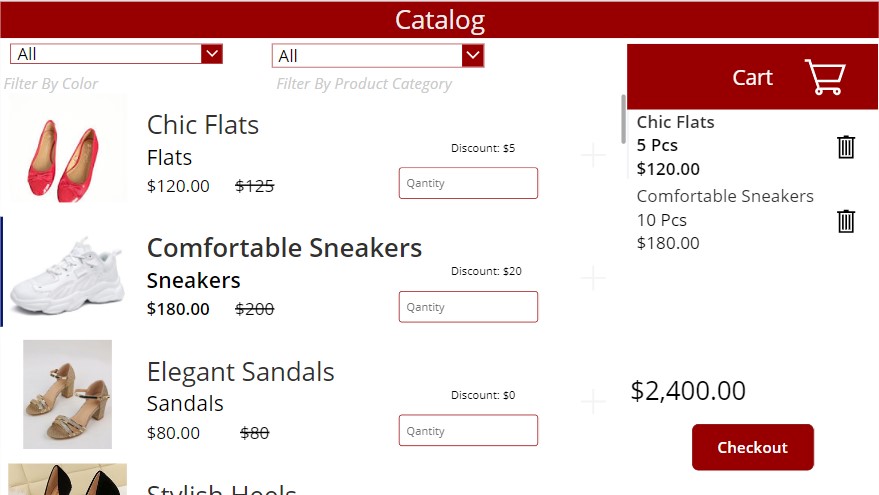 Catalog
All
All
Filter By Color
Filter By Product Category
Cart
Chic Flats
Flats
$120.00 $125
Discount: $5
Qantity
Comfortable Sneakers
Sneakers
$180.00 $200
Discount: $20
Qantity
Elegant Sandals
Sandals
$80.00 $80
Discount: $0
Qantity
Stylish Heels
Chic Flats
5 Pcs
$120.00
Comfortable Sneakers
10 Pcs
$180.00
$2,400.00
Checkout